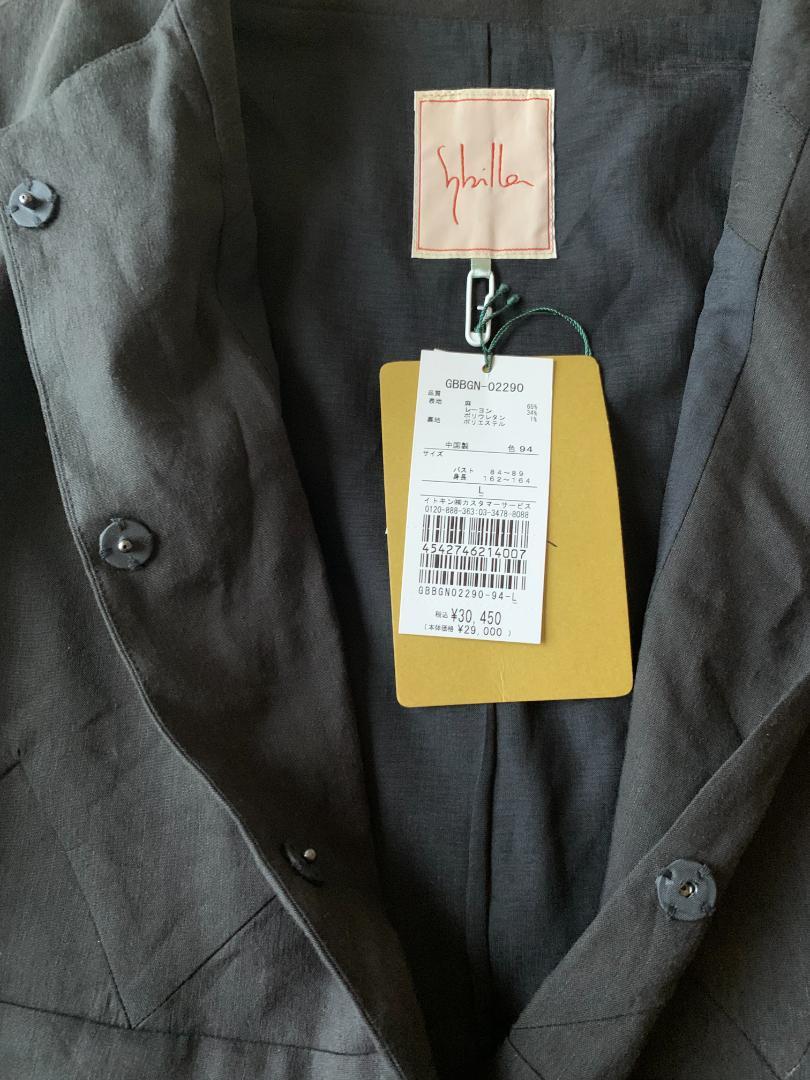 Sybilla
GBBGN-02290
品質
表地 麻 65%
レーヨン 34%
ポリウレタン 1%
裏地 ポリエステル
中国製 色 94
サイズ
バスト 84～89
身長 162～164
L
イトキン㈱カスタマーサービス
0120-888-363:03-3478-8088
4542746214007
GBBGN02290-94-L
税込 ¥30,450
(本体価格 ¥29,000 )